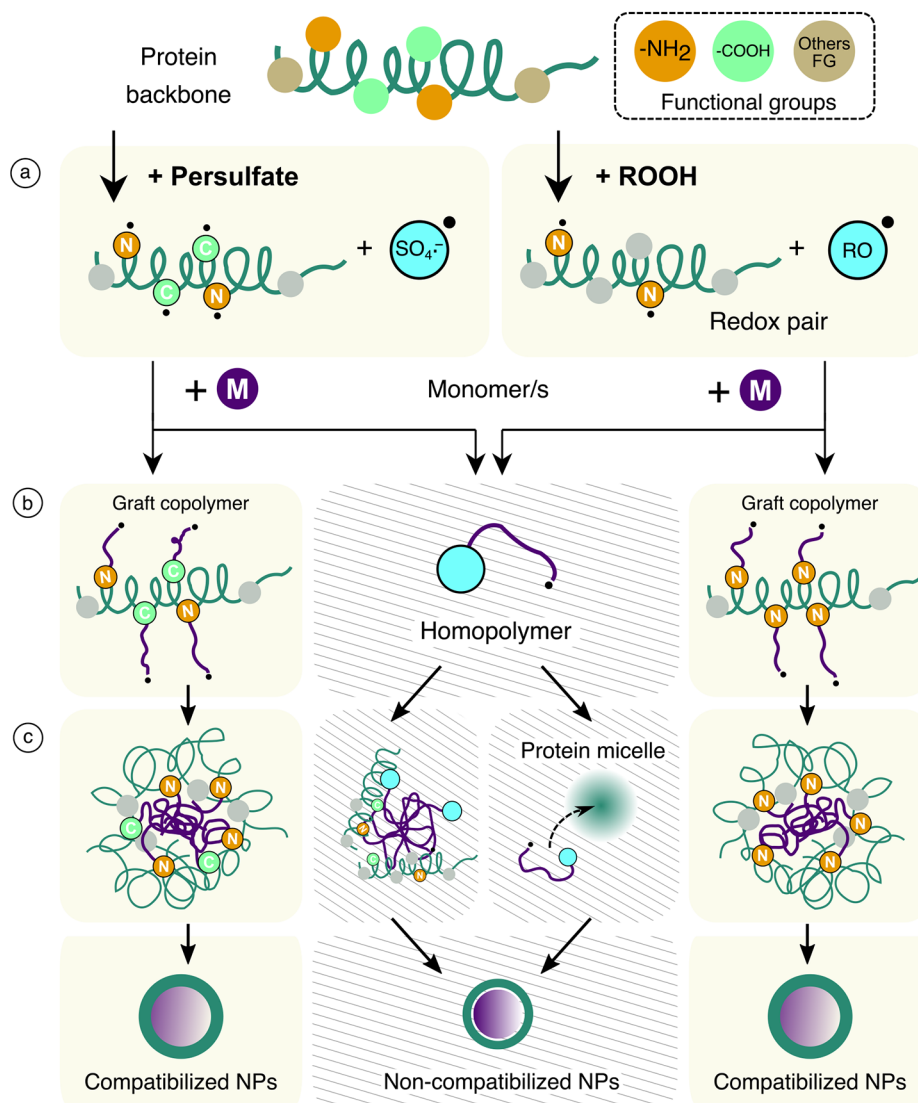 Protein
backbone
-NH2
-COOH
Others
FG
Functional groups
a
+ Persulfate
+ ROOH
N
C
C
N
+
SO4·−
N
N
+
RO
Redox pair
+ M
Monomer/s
+ M
b
Graft copolymer
N
C
C
N
Homopolymer
Graft copolymer
N
N
N
N
c
N
N
C
N
N
C
C
N
C
N
Protein micelle
N
N
N
N
N
Compatibilized NPs
Non-compatibilized NPs
Compatibilized NPs